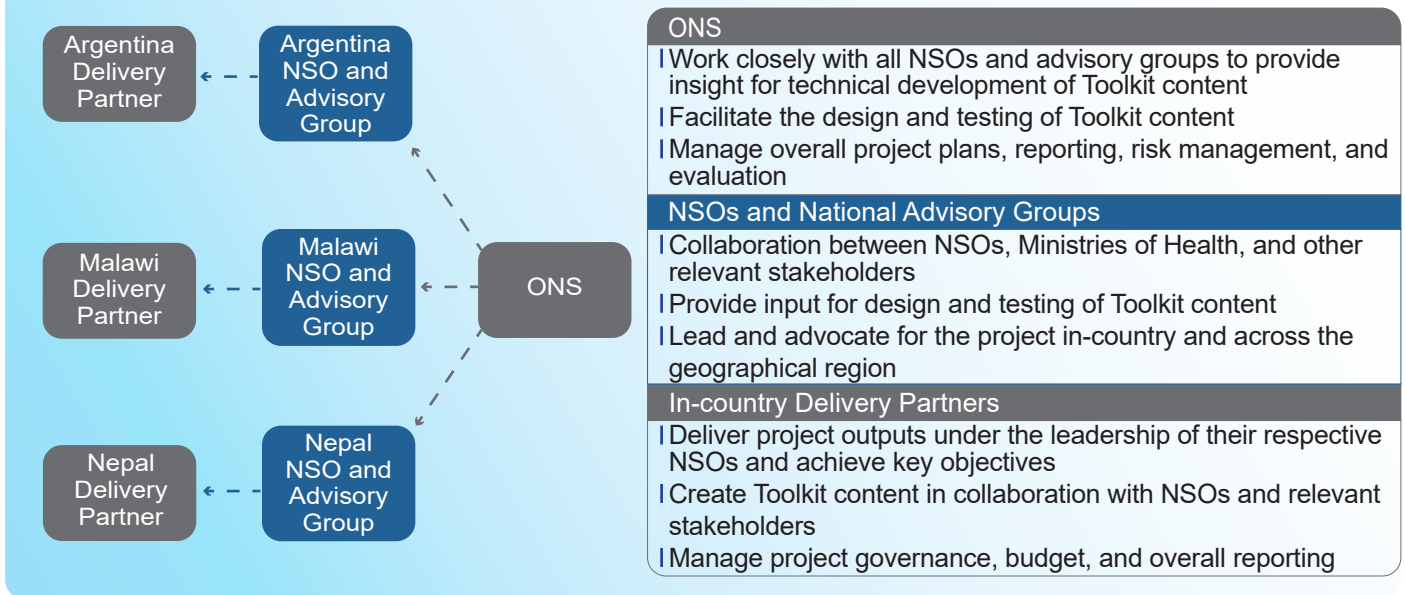 Argentina
Delivery
Partner
Argentina
NSO and
Advisory
Group
Malawi
Delivery
Partner
Malawi
NSO and
Advisory
Group
ONS
Nepal
Delivery
Partner
Nepal
NSO and
Advisory
Group
ONS
Work closely with all NSOs and advisory groups to provide
insight for technical development of Toolkit content
Facilitate the design and testing of Toolkit content
Manage overall project plans, reporting, risk management, and
evaluation
NSOs and National Advisory Groups
Collaboration between NSOs, Ministries of Health, and other
relevant stakeholders
Provide input for design and testing of Toolkit content
Lead and advocate for the project in-country and across the
geographical region
In-country Delivery Partners
Deliver project outputs under the leadership of their respective
NSOs and achieve key objectives
Create Toolkit content in collaboration with NSOs and relevant
stakeholders
Manage project governance, budget, and overall reporting